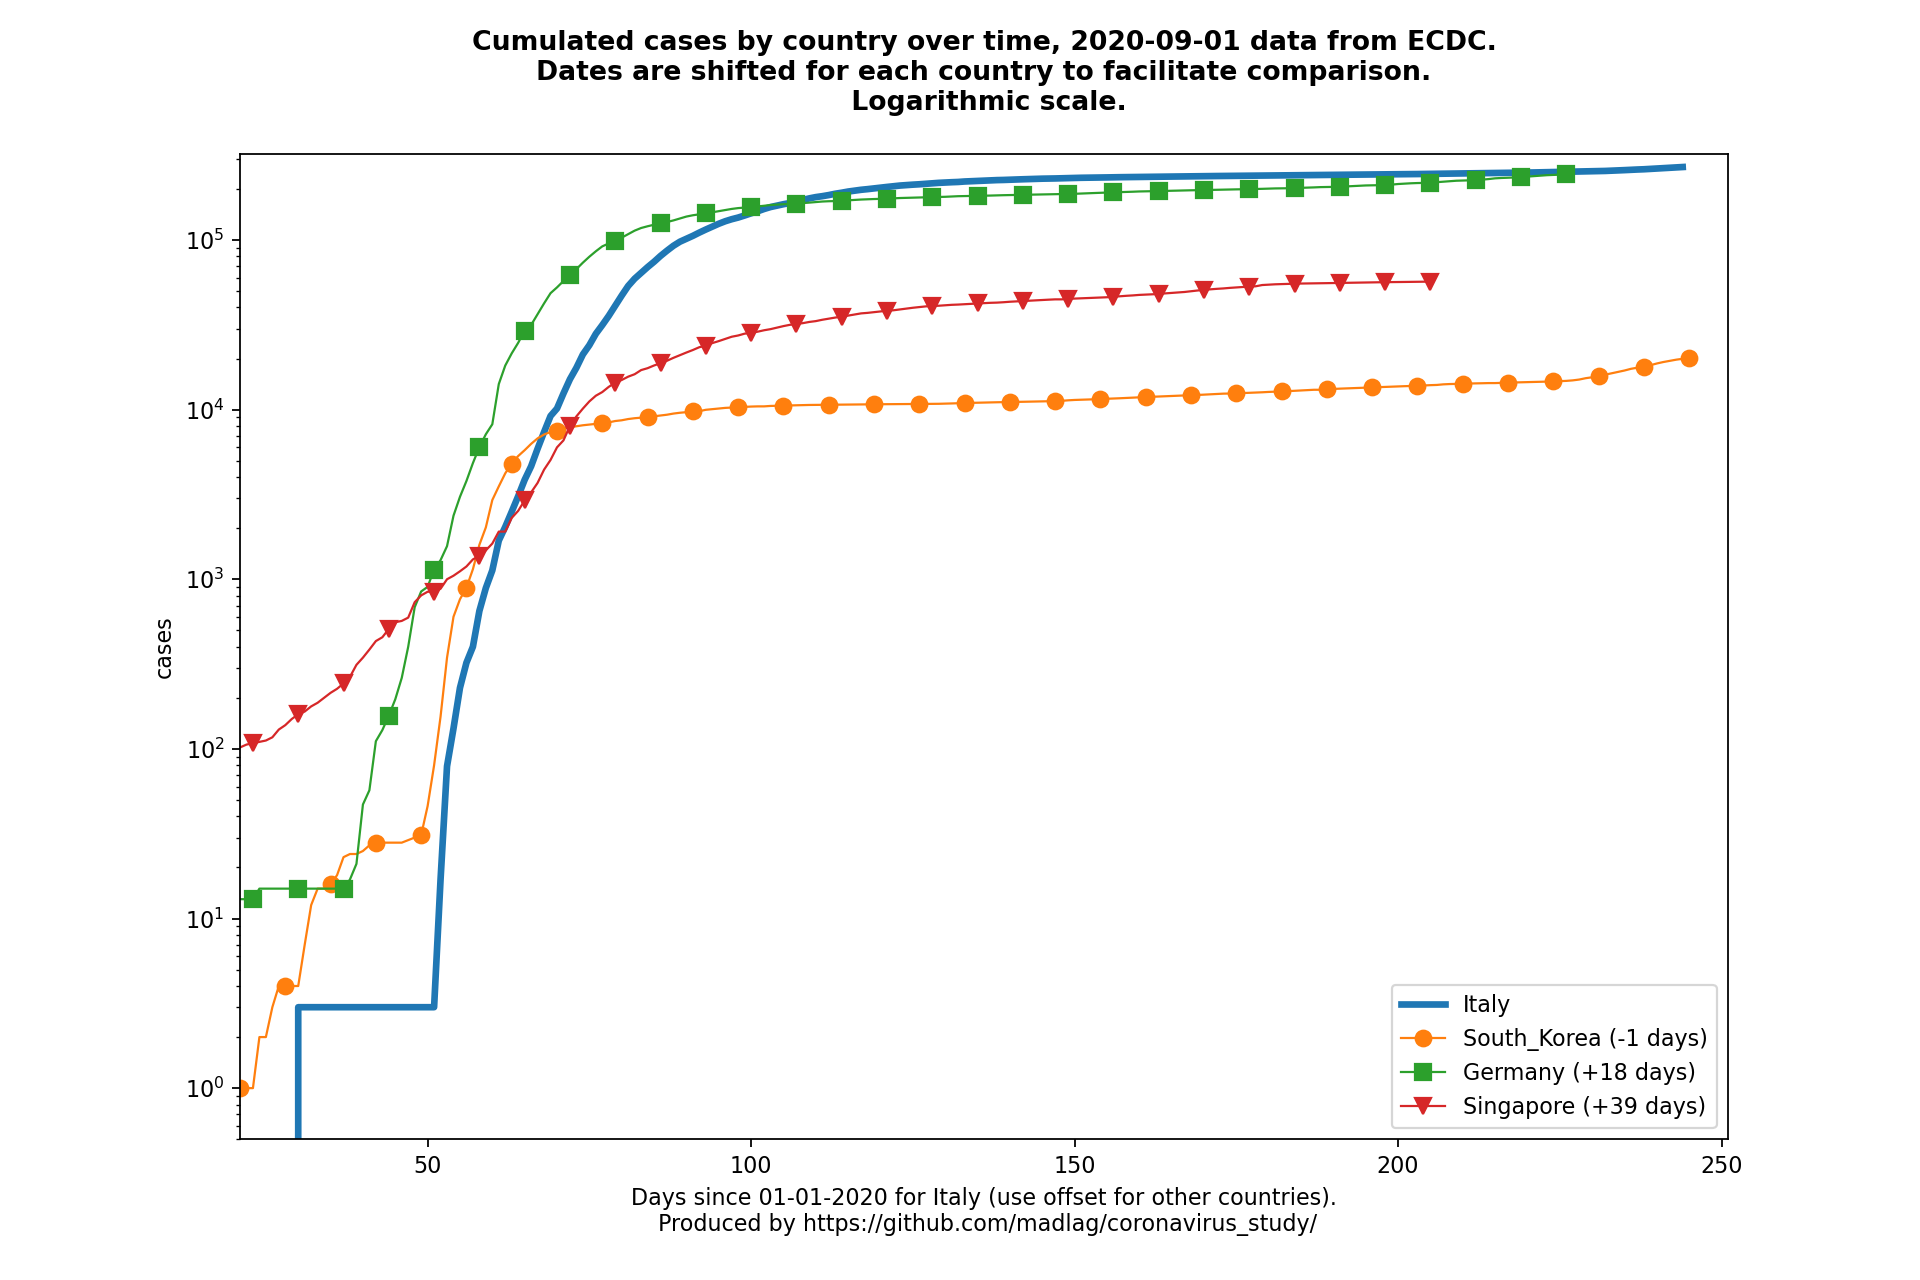 Cumulated cases by country over time, 2020-09-01 data from ECDC.
Dates are shifted for each country to facilitate comparison.
Logarithmic scale.
cases
10^5
10^4
10^3
10^2
10^1
10^0
50
100
150
200
250
Italy
South_Korea (-1 days)
Germany (+18 days)
Singapore (+39 days)
Days since 01-01-2020 for Italy (use offset for other countries).
Produced by https://github.com/madlag/coronavirus_study/